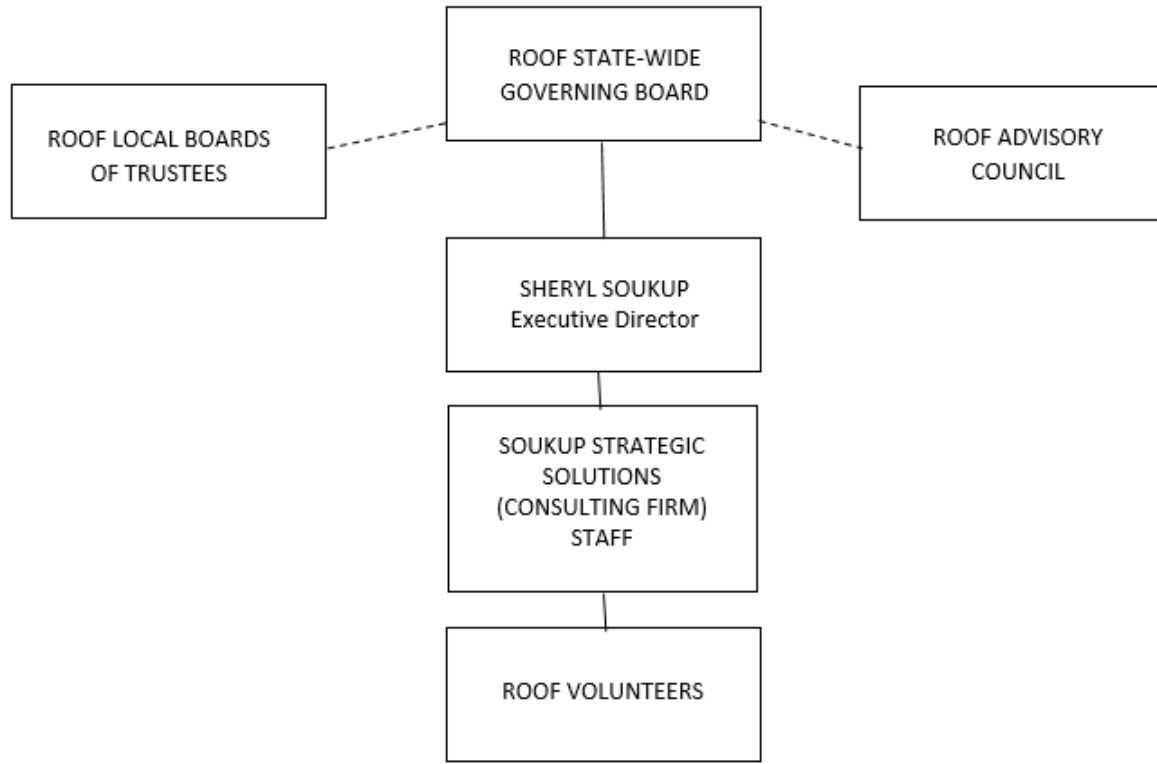 ROOF STATE-WIDE
GOVERNING BOARD
ROOF LOCAL BOARDS
OF TRUSTEES
ROOF ADVISORY
COUNCIL
SHERYL SOUKUP
Executive Director
SOUKUP STRATEGIC
SOLUTIONS
(CONSULTING FIRM)
STAFF
ROOF VOLUNTEERS